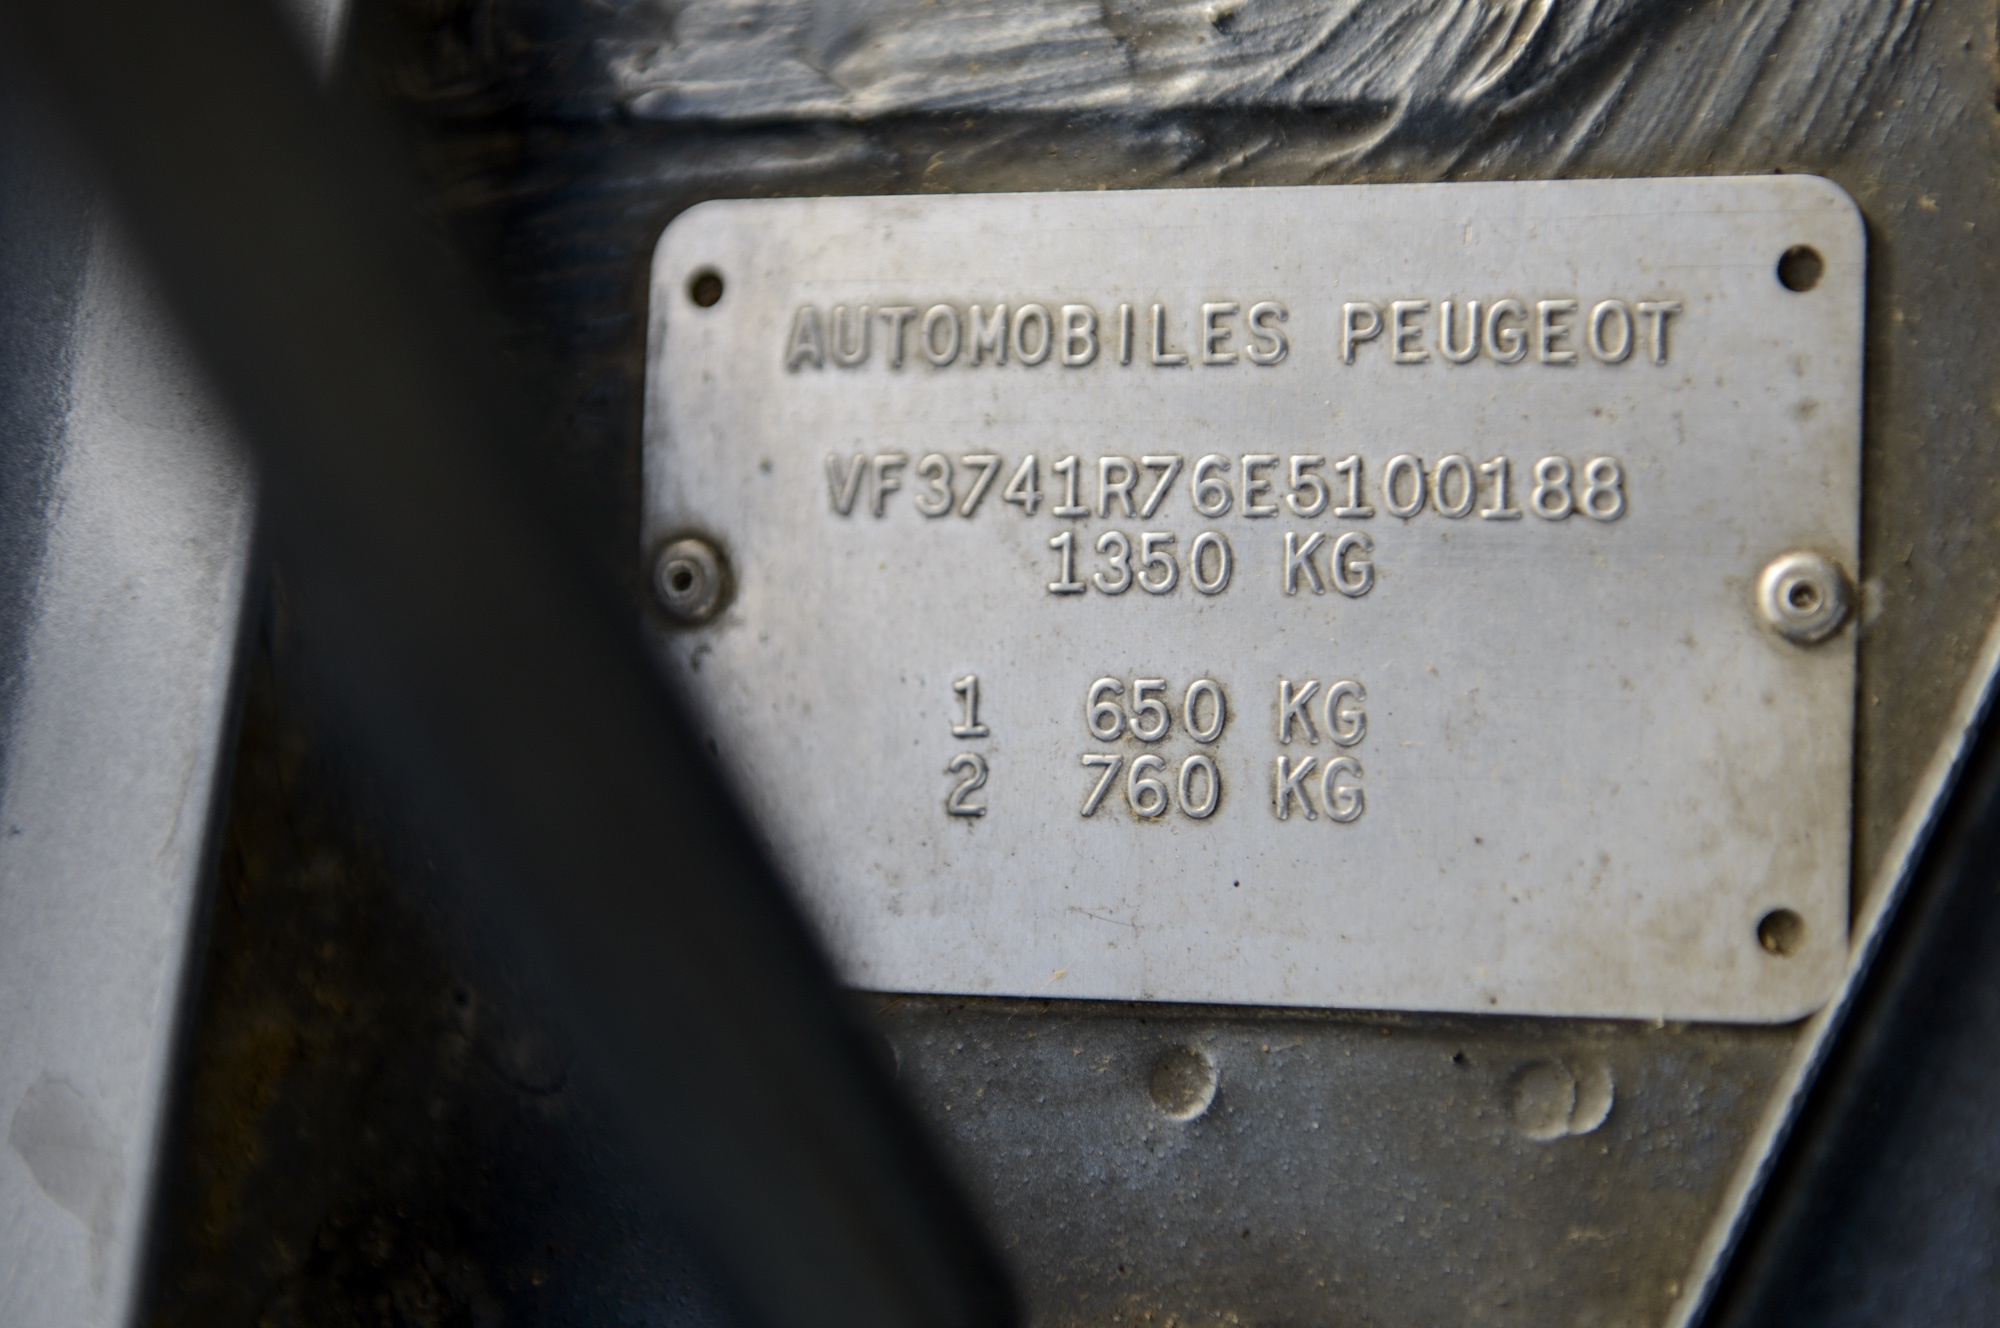 AUTOMOBILES PEUGEOT
VF3741R76E5100188
1350 KG
1 650 KG
2 760 KG